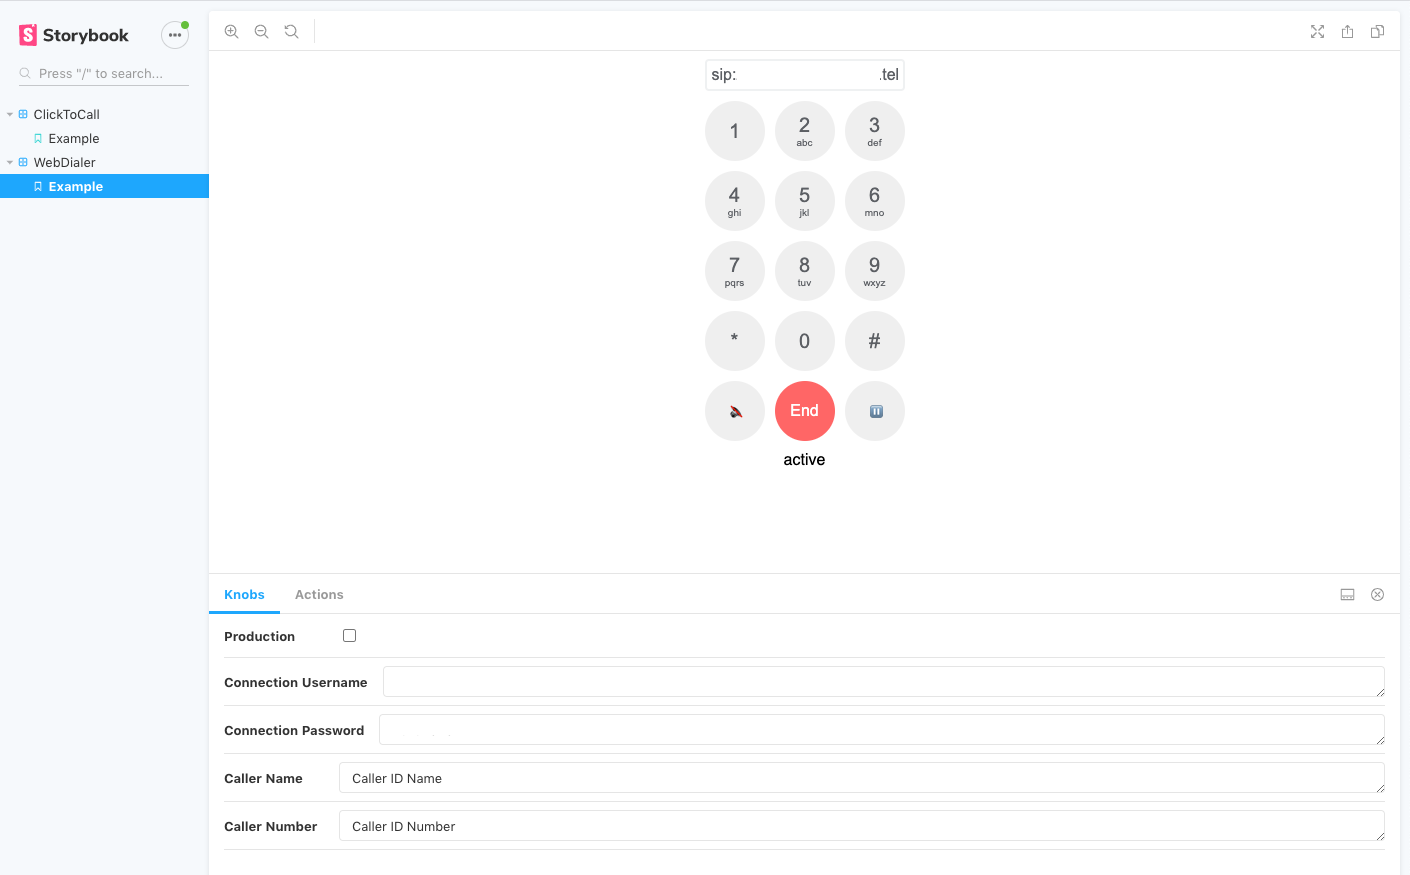 Storybook
Press "/" to search...
ClickToCall
Example
WebDialer
Example
sip: .tel
1
2
abc
3
def
4
ghi
5
jkl
6
mno
7
pqrs
8
tuv
9
wxyz
*
0
#
End
active
Knobs
Actions
Production
Connection Username
Connection Password
Caller Name
Caller ID Name
Caller Number
Caller ID Number